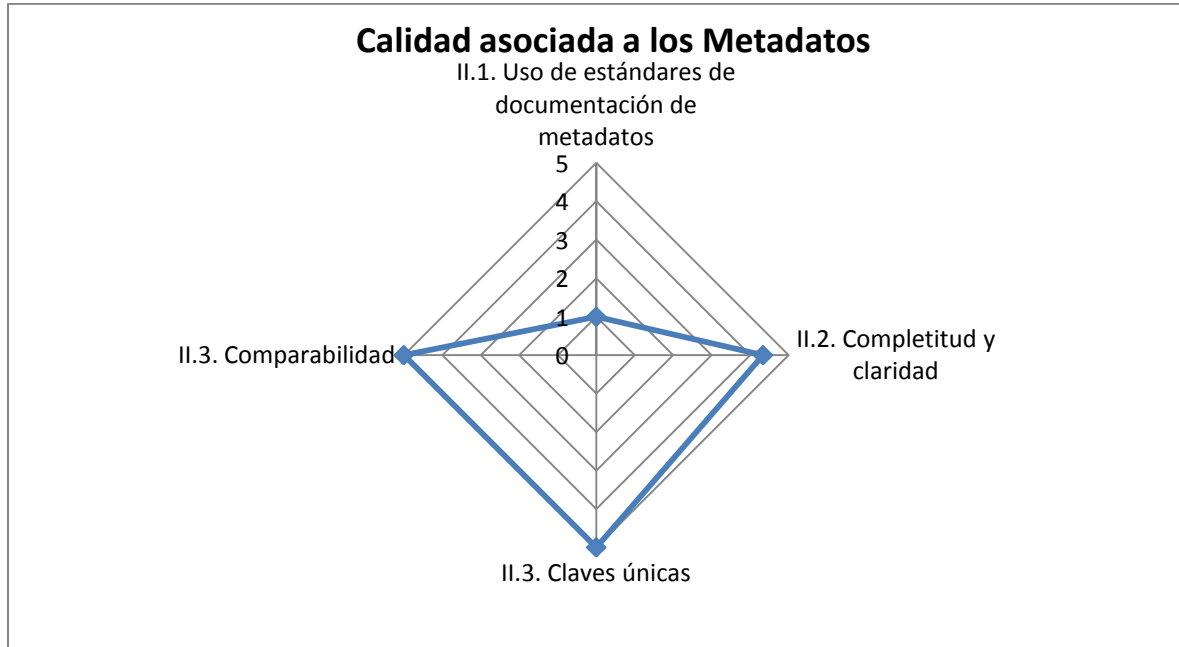 Calidad asociada a los Metadatos
II.1. Uso de estándares de
documentación de
metadatos
5
4
3
2
1
0
II.2. Completitud y
claridad
II.3. Comparabilidad
II.3. Claves únicas